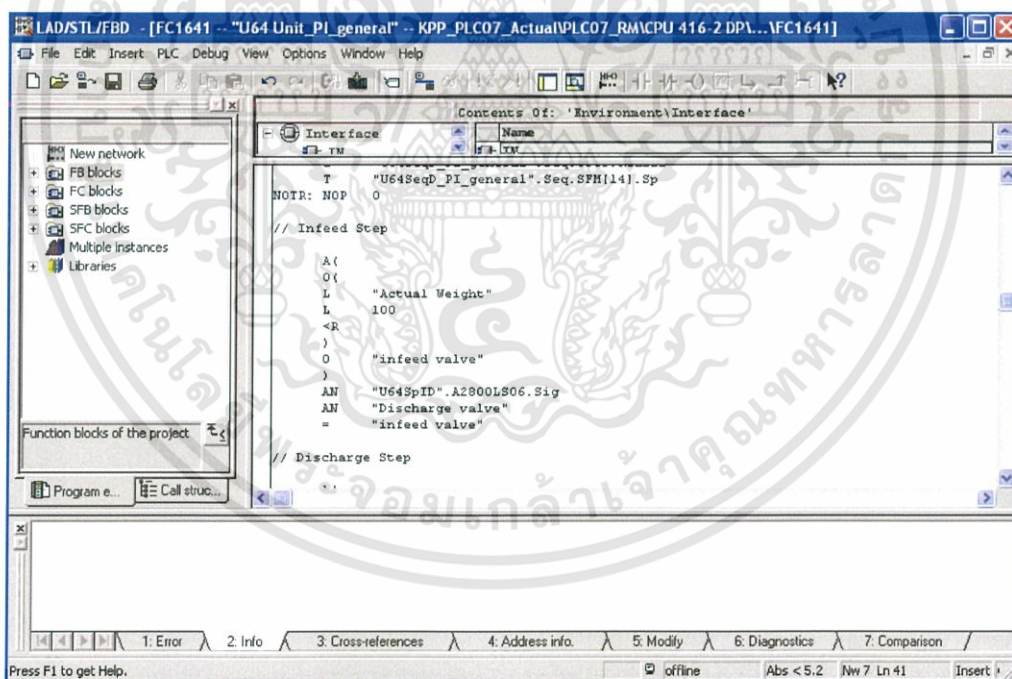 LAD/STL/FBD - [FC1641 -- "U64 Unit_PI_general" -- KPP_PLC07_Actual\PLC07_RM\CPU 416-2 DP\...\FC1641]
File Edit Insert PLC Debug View Options Window Help
Contents Of: 'Environment\Interface'
Interface
IN
Name
IN
New network
FB blocks
FC blocks
SFB blocks
SFC blocks
Multiple instances
Libraries
T "U64SeqD_PI_general".Seq.SFM[14].Sp
NOTR: NOP 0
// Infeed Step
A(
O(
L "Actual Weight"
L 100
<R
)
O "infeed valve"
)
AN "U64SpID".A2800LS06.Sig
AN "Discharge valve"
= "infeed valve"
// Discharge Step
Function blocks of the project
Program e...
Call struc...
1: Error
2: Info
3: Cross-references
4: Address info.
5: Modify
6: Diagnostics
7: Comparison
Press F1 to get Help.
offline
Abs < 5.2
Nw 7 Ln 41
Insert